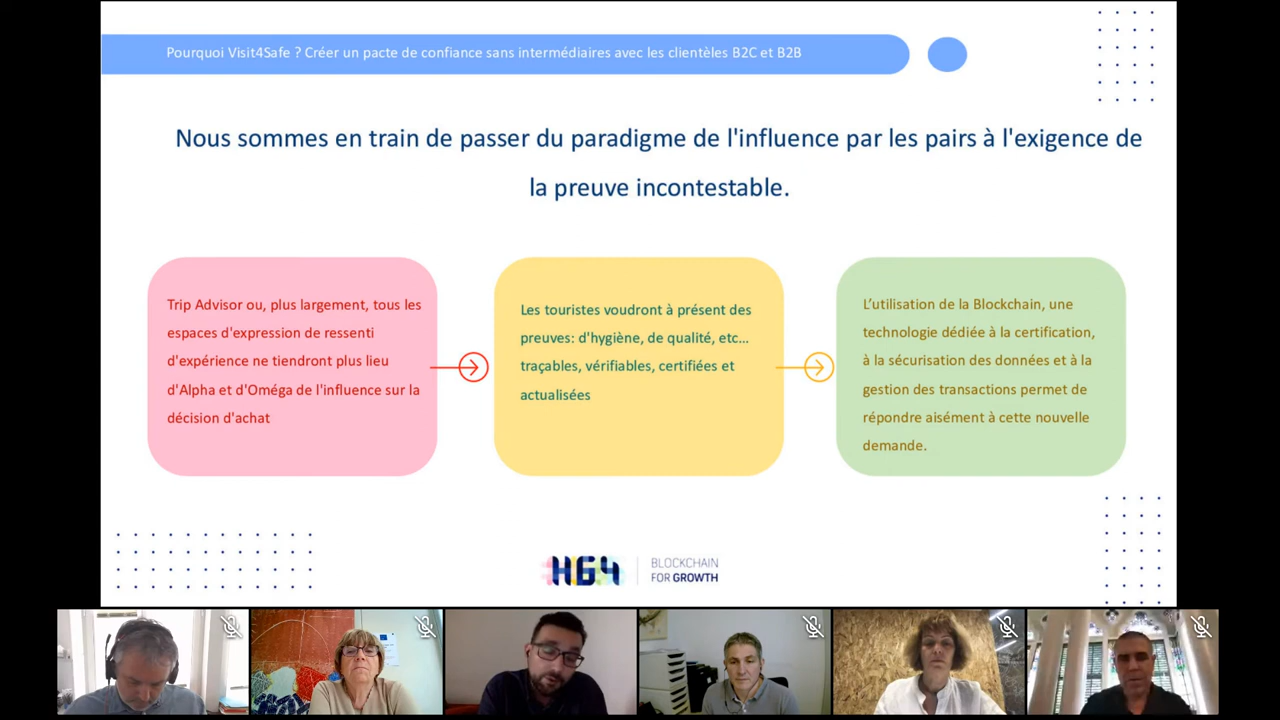 Pourquoi Visit4Safe ? Créer un pacte de confiance sans intermédiaires avec les clientèles B2C et B2B
Nous sommes en train de passer du paradigme de l'influence par les pairs à l'exigence de
la preuve incontestable.
Trip Advisor ou, plus largement, tous les
espaces d'expression de ressenti
d'expérience ne tiendront plus lieu
d'Alpha et d'Oméga de l'influence sur la
décision d'achat
Les touristes voudront à présent des
preuves: d'hygiène, de qualité, etc...
traçables, vérifiables, certifiées et
actualisées
L’utilisation de la Blockchain, une
technologie dédiée à la certification,
à la sécurisation des données et à la
gestion des transactions permet de
répondre aisément à cette nouvelle
demande.
HG4
BLOCKCHAIN
FOR GROWTH